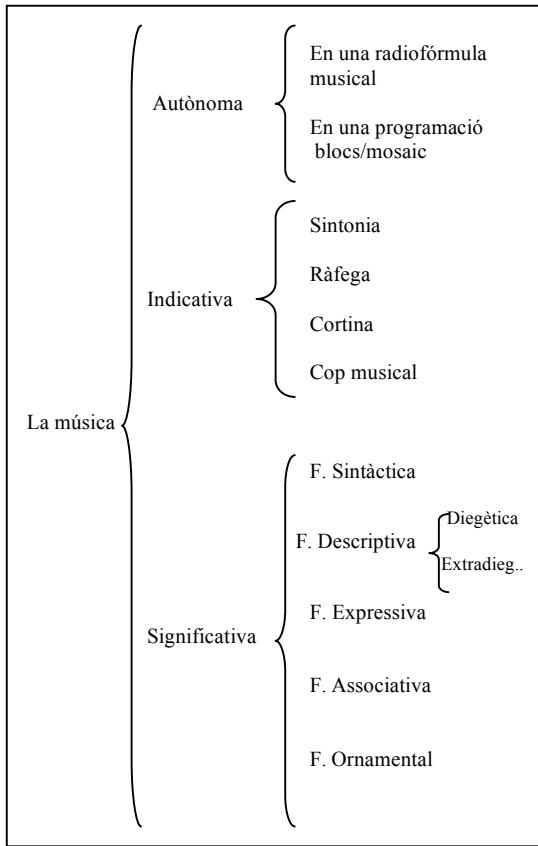 La música
Autònoma
En una radiofórmula
musical
En una programació
blocs/mosaic
Indicativa
Sintonia
Ràfega
Cortina
Cop musical
Significativa
F. Sintàctica
F. Descriptiva
Diegètica
Extradieg..
F. Expressiva
F. Associativa
F. Ornamental